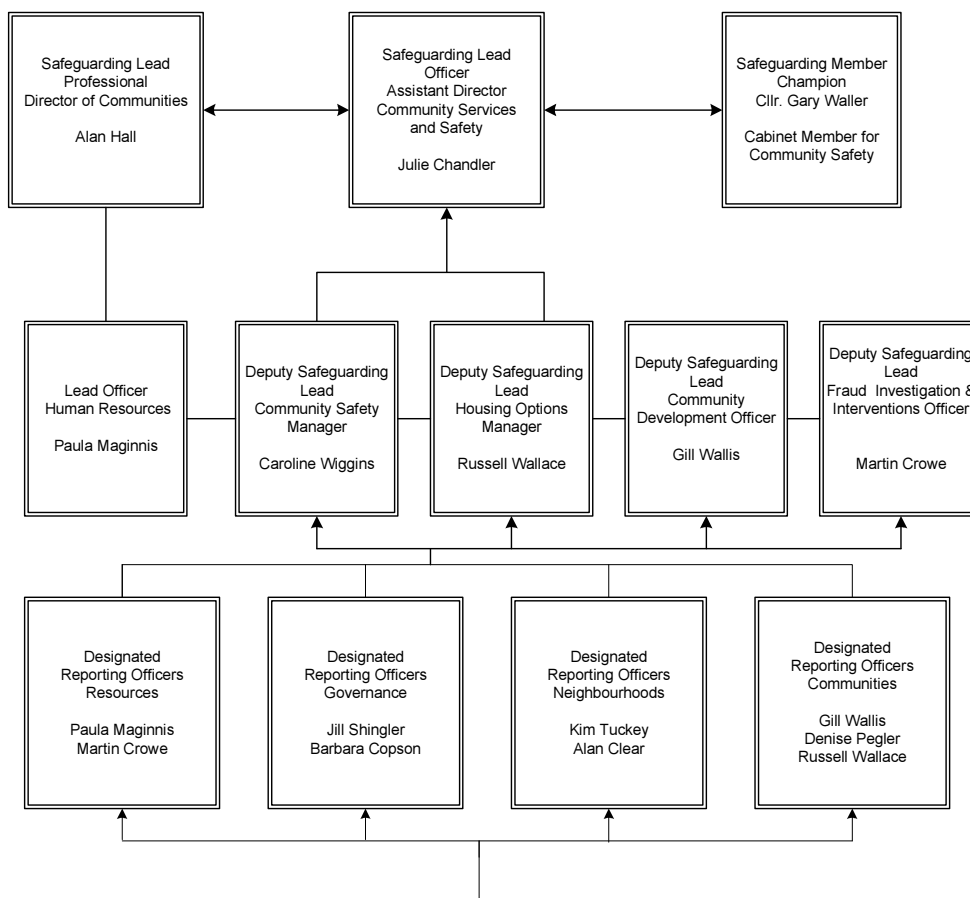 Safeguarding Lead
Professional
Director of Communities
Alan Hall
Safeguarding Lead
Officer
Assistant Director
Community Services
and Safety
Julie Chandler
Safeguarding Member
Champion
Cllr. Gary Waller
Cabinet Member for
Community Safety
Lead Officer
Human Resources
Paula Maginnis
Deputy Safeguarding
Lead
Community Safety
Manager
Caroline Wiggins
Deputy Safeguarding
Lead
Housing Options
Manager
Russell Wallace
Deputy Safeguarding
Lead
Community
Development Officer
Gill Wallis
Deputy Safeguarding
Lead
Fraud Investigation &
Interventions Officer
Martin Crowe
Designated
Reporting Officers
Resources
Paula Maginnis
Martin Crowe
Designated
Reporting Officers
Governance
Jill Shingler
Barbara Copson
Designated
Reporting Officers
Neighbourhoods
Kim Tuckey
Alan Clear
Designated
Reporting Officers
Communities
Gill Wallis
Denise Pegler
Russell Wallace